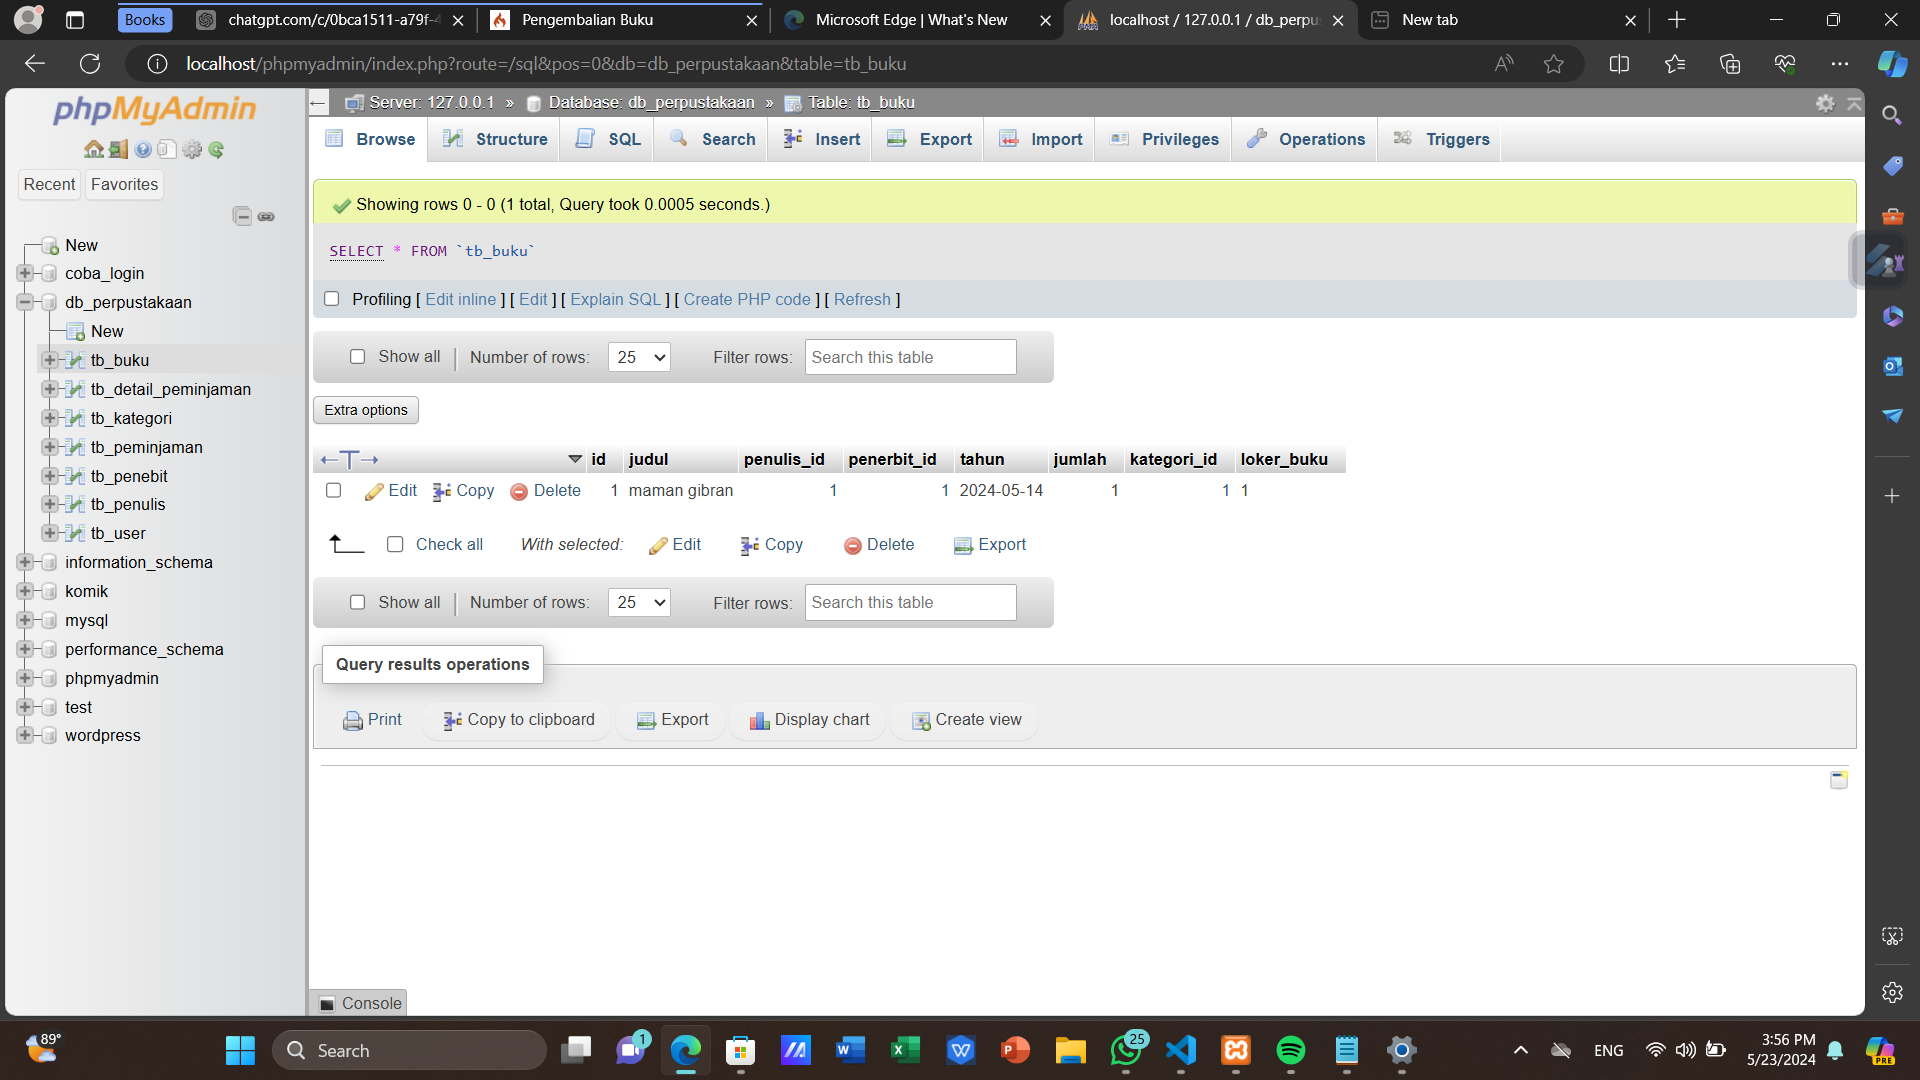 Books
chatgpt.com/c/0bca1511-a79f-4
Pengembalian Buku
Microsoft Edge | What's New
localhost / 127.0.0.1 / db_perpus
New tab
localhost/phpmyadmin/index.php?route=/sql&pos=0&db=db_perpustakaan&table=tb_buku
phpMyAdmin
Recent
Favorites
New
coba_login
db_perpustakaan
New
tb_buku
tb_detail_peminjaman
tb_kategori
tb_peminjaman
tb_penebit
tb_penulis
tb_user
information_schema
komik
mysql
performance_schema
phpmyadmin
test
wordpress
Server: 127.0.0.1 » Database: db_perpustakaan » Table: tb_buku
Browse Structure SQL Search Insert Export Import Privileges Operations Triggers
Showing rows 0 - 0 (1 total, Query took 0.0005 seconds.)
SELECT * FROM `tb_buku`
Profiling [ Edit inline ] [ Edit ] [ Explain SQL ] [ Create PHP code ] [ Refresh ]
Show all | Number of rows: 25 Filter rows: Search this table
Extra options
←T→ id judul penulis_id penerbit_id tahun jumlah kategori_id loker_buku
Edit Copy Delete 1 maman gibran 1 1 2024-05-14 1 1 1
Check all With selected: Edit Copy Delete Export
Show all | Number of rows: 25 Filter rows: Search this table
Query results operations
Print Copy to clipboard Export Display chart Create view
Console
89°
Search
1
25
ENG
3:56 PM
5/23/2024
PRE